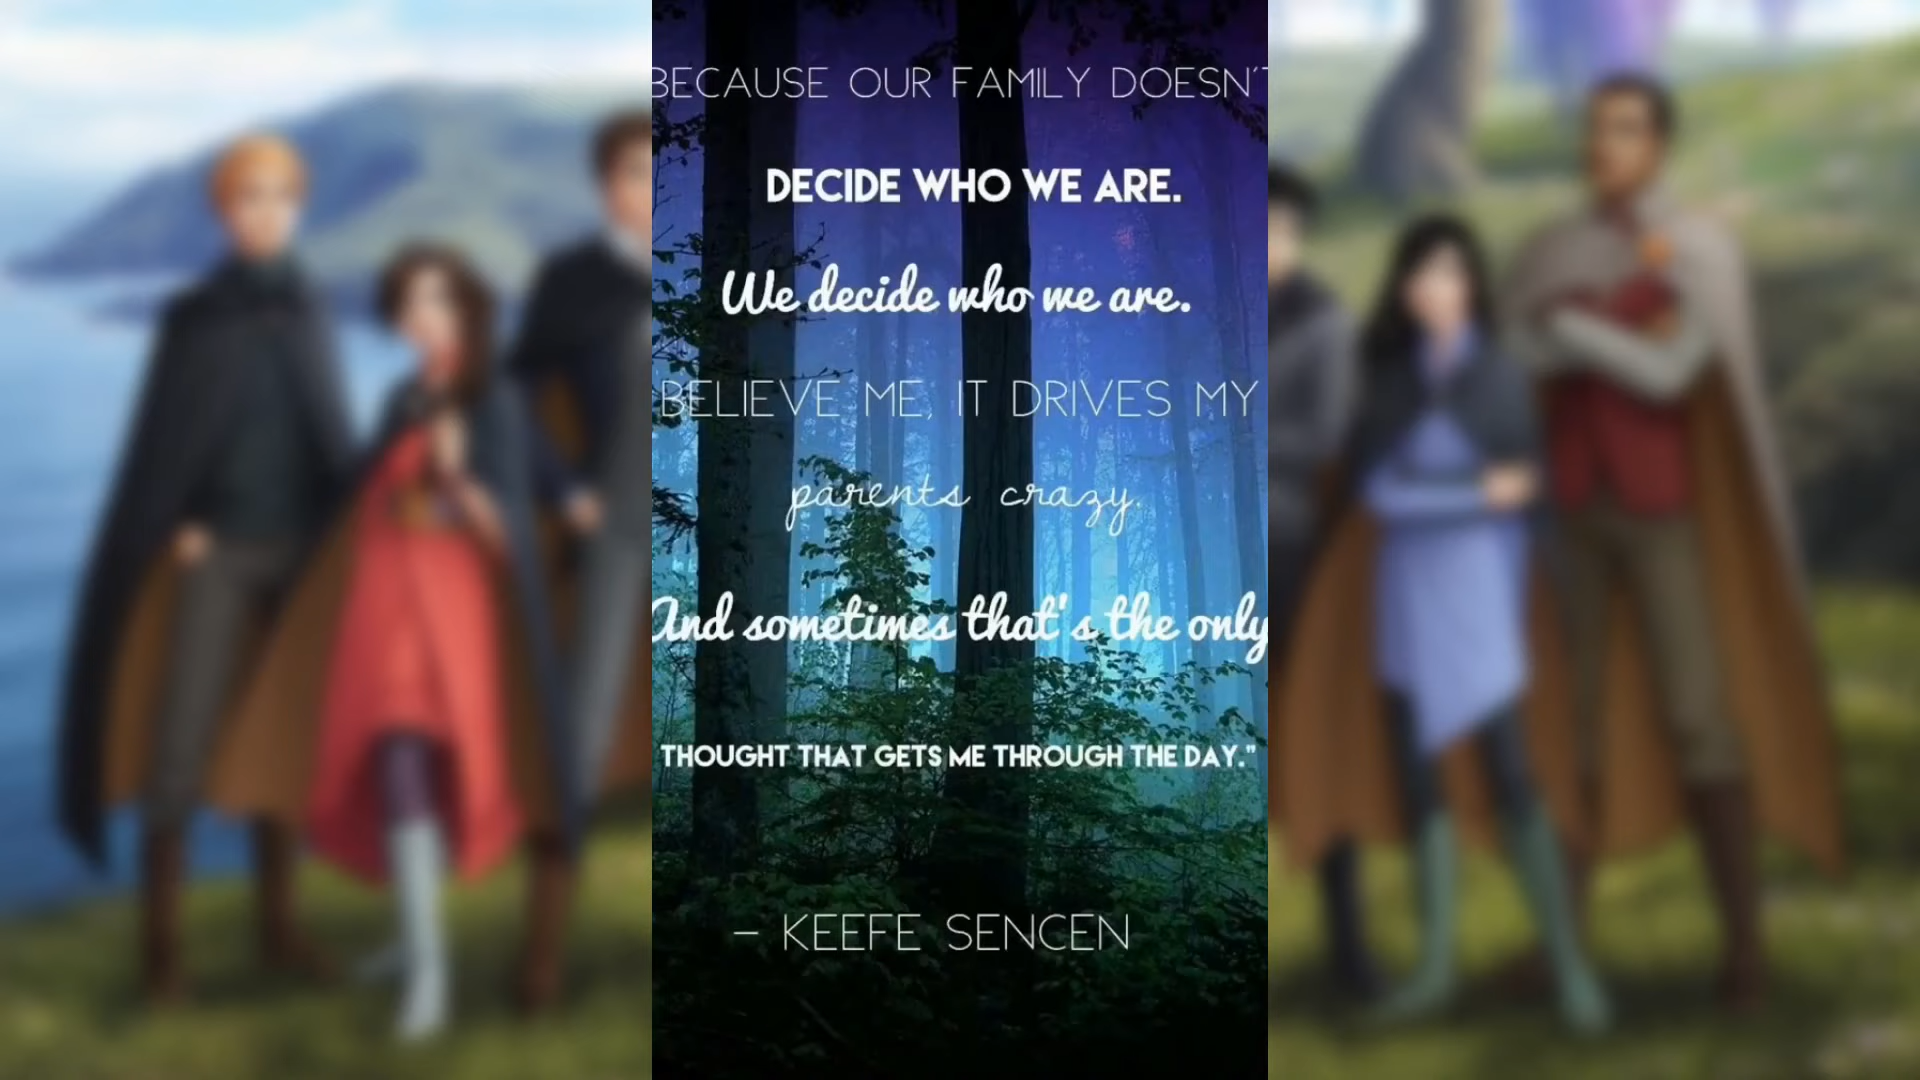 BECAUSE OUR FAMILY DOESN'T
DECIDE WHO WE ARE.
We decide who we are.
BELIEVE ME, IT DRIVES MY
parents crazy.
And sometimes that's the only
THOUGHT THAT GETS ME THROUGH THE DAY."
– KEEFE SENCEN